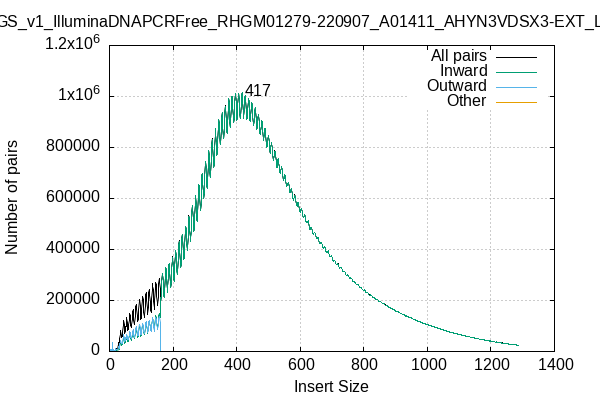 GS_v1_IlluminaDNAPCRFree_RHGM01279-220907_A01411_AHYN3VDSX3-EXT_L
1.2x10^6
1x10^6
800000
600000
400000
200000
0
Number of pairs
417
All pairs
Inward
Outward
Other
0 200 400 600 800 1000 1200 1400
Insert Size